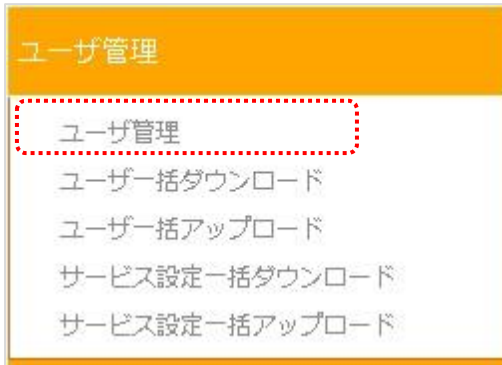 ユーザ管理
ユーザ管理
ユーザ一括ダウンロード
ユーザ一括アップロード
サービス設定一括ダウンロード
サービス設定一括アップロード